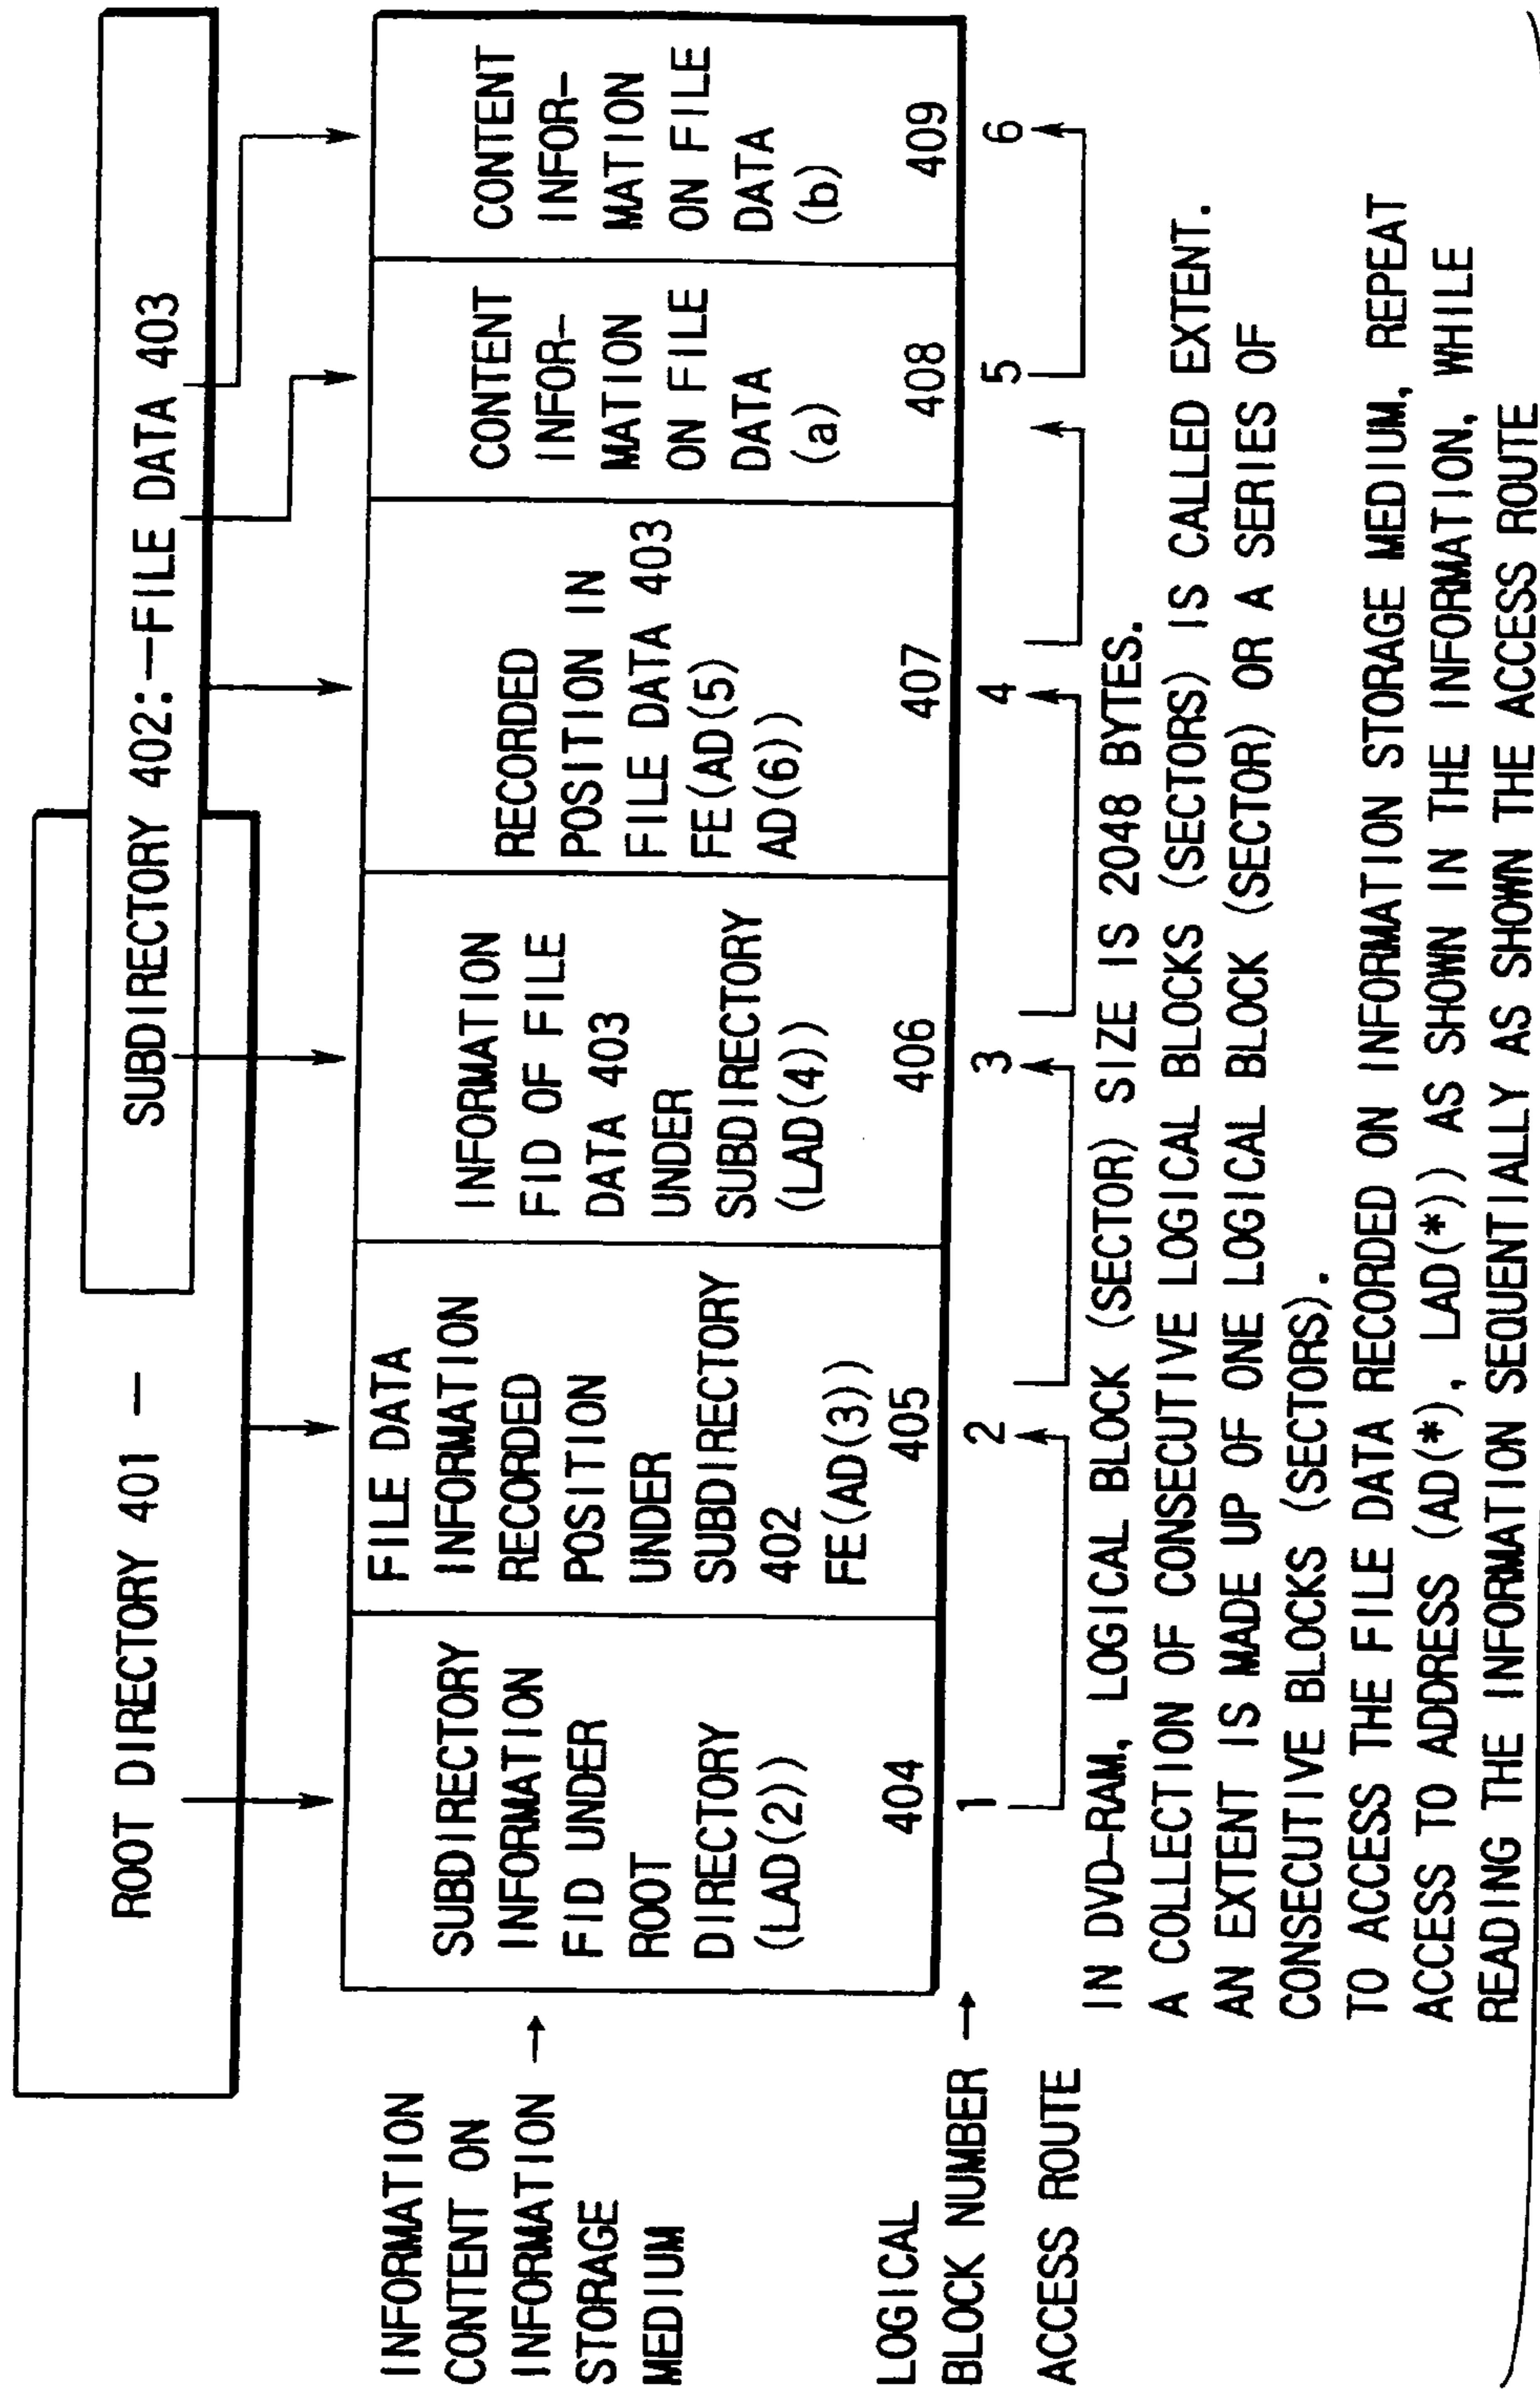 ROOT DIRECTORY 401 —
SUBDIRECTORY 402:—FILE DATA 403
INFORMATION
CONTENT ON
INFORMATION →
STORAGE
MEDIUM
SUBDIRECTORY
INFORMATION
FID UNDER
ROOT
DIRECTORY
(LAD(2))
404
FILE DATA
INFORMATION
RECORDED
POSITION
UNDER
SUBDIRECTORY
402
FE(AD(3))
405
INFORMATION
FID OF FILE
DATA 403
UNDER
SUBDIRECTORY
(LAD(4))
406
RECORDED
POSITION IN
FILE DATA 403
FE(AD(5)
AD(6))
407
CONTENT
INFOR-
MATION
ON FILE
DATA
(a)
408
CONTENT
INFOR-
MATION
ON FILE
DATA
(b)
409
LOGICAL
BLOCK NUMBER →
1 2 3 4 5 6
ACCESS ROUTE
IN DVD-RAM, LOGICAL BLOCK (SECTOR) SIZE IS 2048 BYTES.
A COLLECTION OF CONSECUTIVE LOGICAL BLOCKS (SECTORS) IS CALLED EXTENT.
AN EXTENT IS MADE UP OF ONE LOGICAL BLOCK (SECTOR) OR A SERIES OF
CONSECUTIVE BLOCKS (SECTORS).
TO ACCESS THE FILE DATA RECORDED ON INFORMATION STORAGE MEDIUM, REPEAT
ACCESS TO ADDRESS (AD(*), LAD(*)) AS SHOWN IN THE INFORMATION, WHILE
READING THE INFORMATION SEQUENTIALLY AS SHOWN THE ACCESS ROUTE